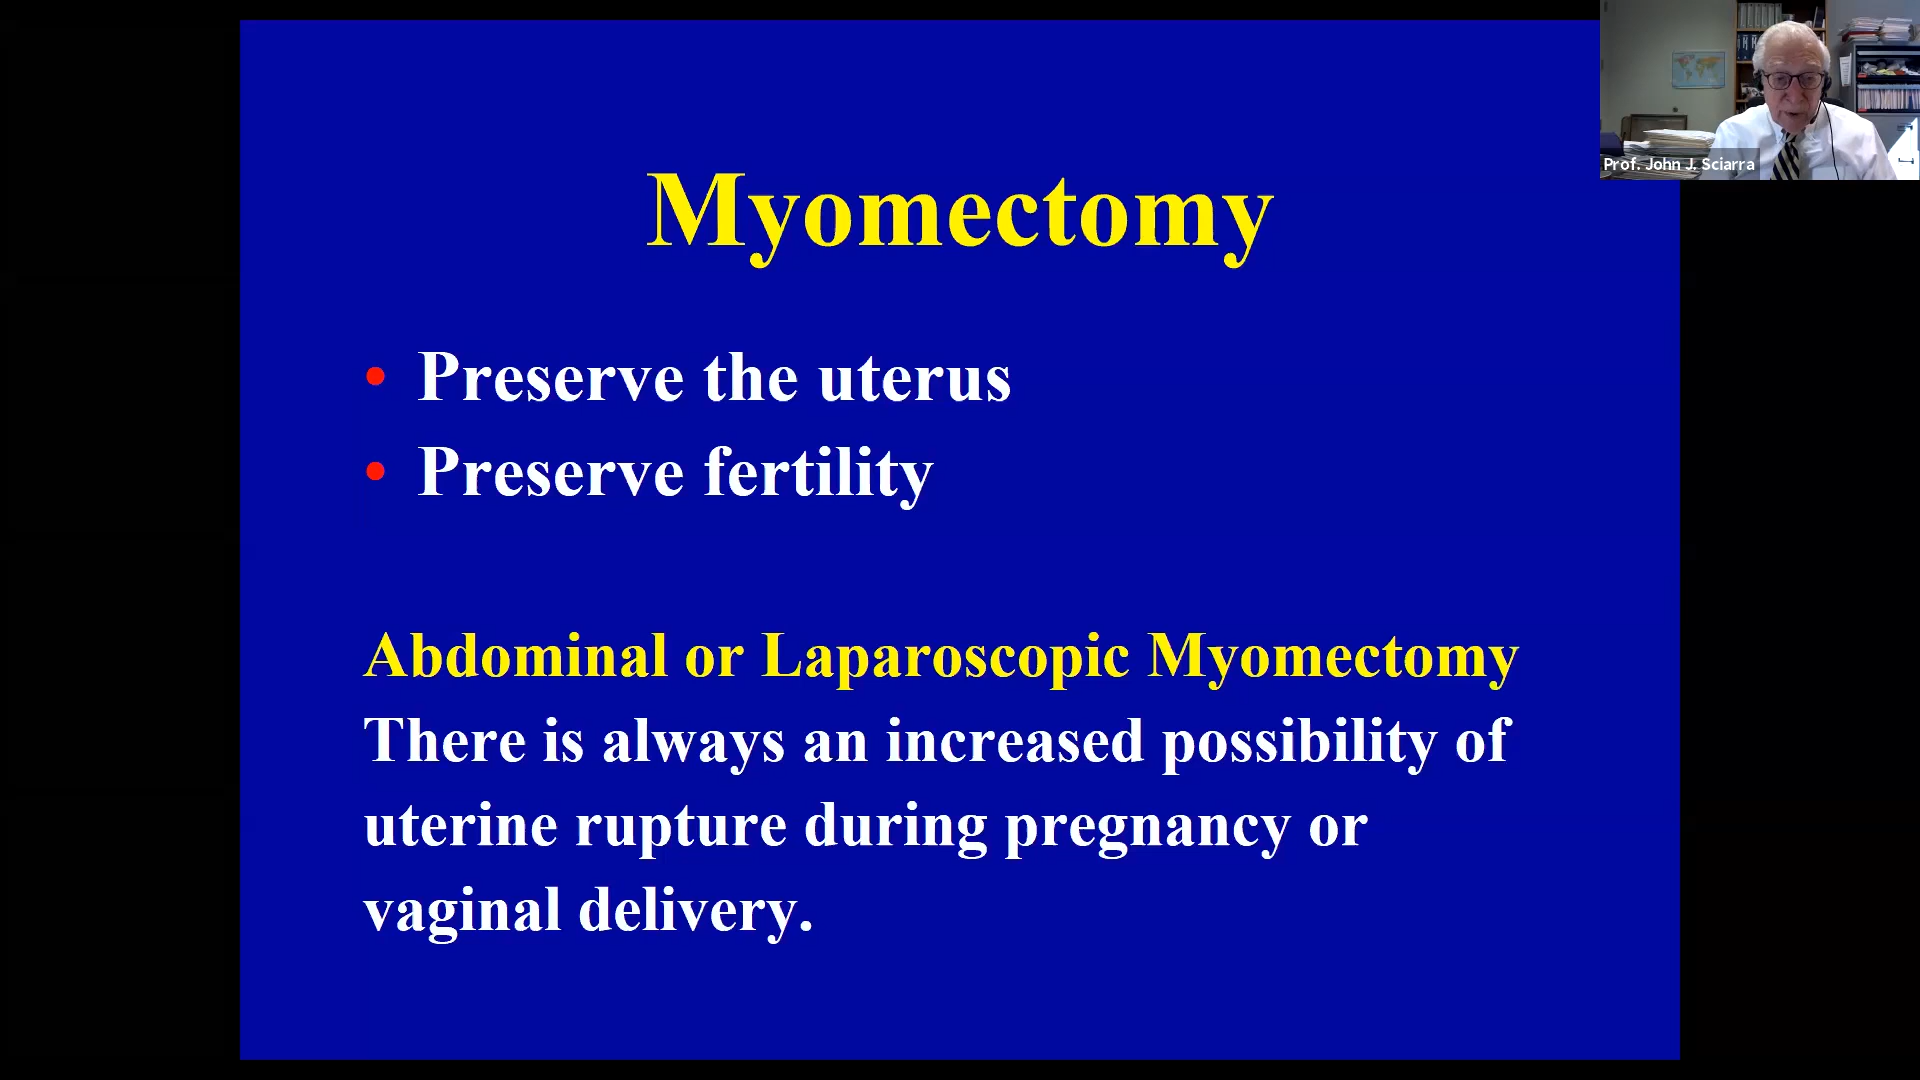 Prof. John J. Sciarra
Myomectomy
• Preserve the uterus
• Preserve fertility
Abdominal or Laparoscopic Myomectomy
There is always an increased possibility of
uterine rupture during pregnancy or
vaginal delivery.